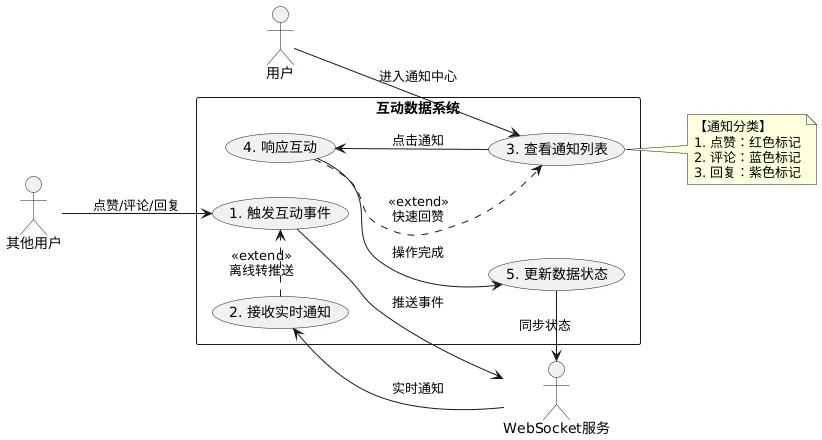 用户
进入通知中心
互动数据系统
【通知分类】
1. 点赞：红色标记
2. 评论：蓝色标记
3. 回复：紫色标记
4. 响应互动
点击通知
3. 查看通知列表
其他用户
点赞/评论/回复
1. 触发互动事件
«extend»
快速回赞
«extend»
离线转推送
操作完成
2. 接收实时通知
推送事件
5. 更新数据状态
同步状态
实时通知
WebSocket服务